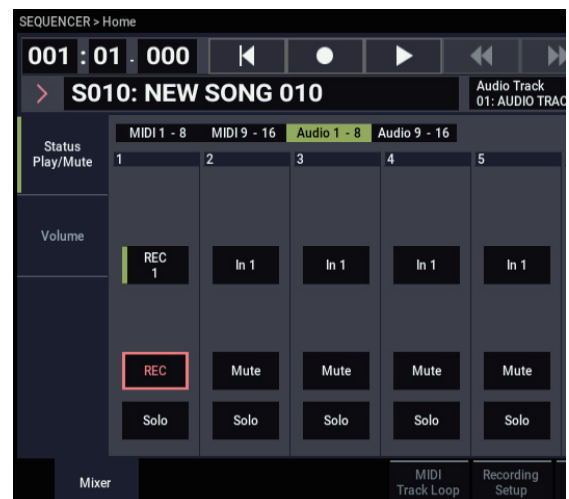 SEQUENCER > Home
001 : 01 . 000
S010: NEW SONG 010
Audio Track
01: AUDIO TRAC
Status
Play/Mute
MIDI 1 - 8 MIDI 9 - 16 Audio 1 - 8 Audio 9 - 16
1 2 3 4 5
Volume
REC
1
In 1 In 1 In 1 In 1
REC Mute Mute Mute Mute
Solo Solo Solo Solo Solo
Mixer
MIDI
Track Loop
Recording
Setup